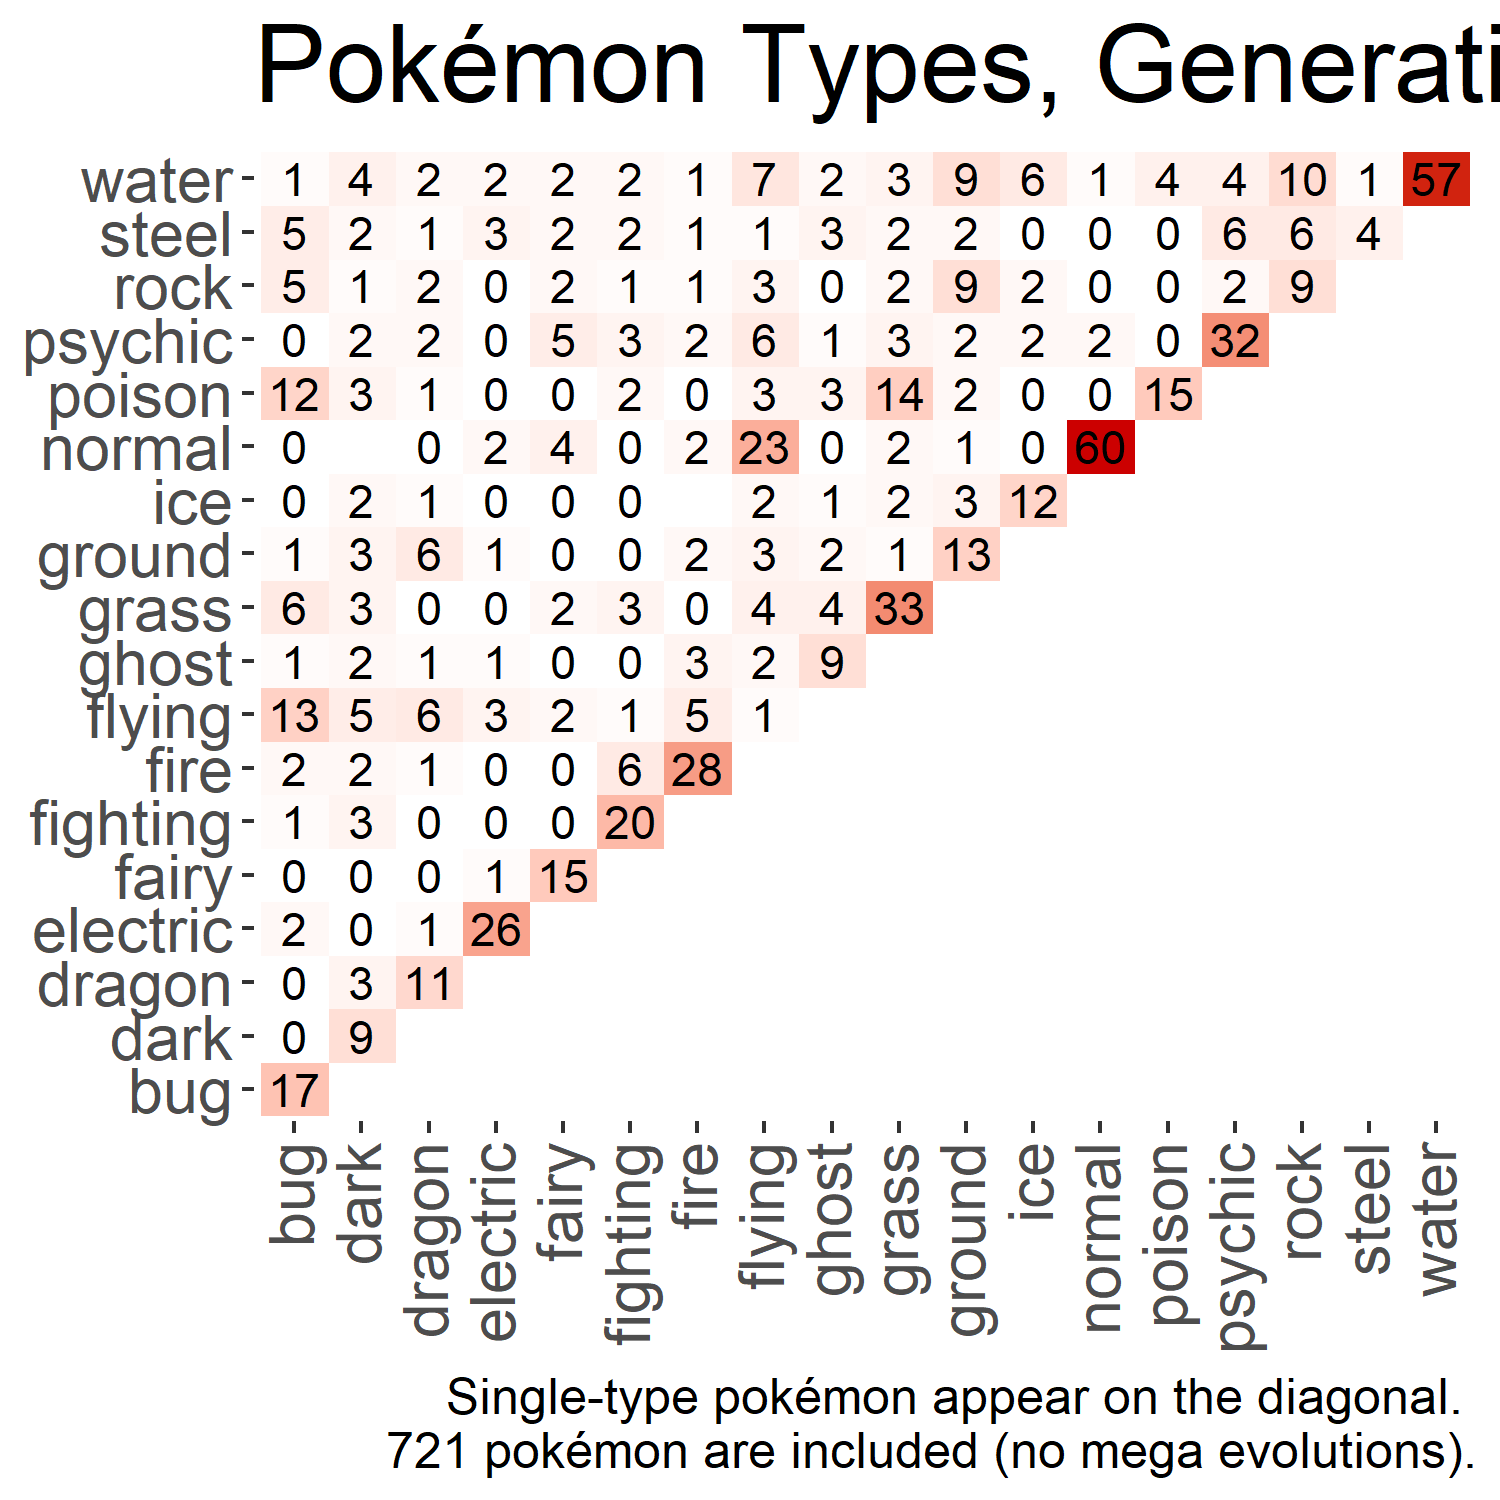 Pokémon Types, Generati
water 1 4 2 2 2 2 1 7 2 3 9 6 1 4 4 10 1 57
steel 5 2 1 3 2 2 1 1 3 2 2 0 0 0 6 6 4
rock 5 1 2 0 2 1 1 3 0 2 9 2 0 0 2 9
psychic 0 2 2 0 5 3 2 6 1 3 2 2 2 0 32
poison 12 3 1 0 0 2 0 3 3 14 2 0 0 15
normal 0 0 2 4 0 2 23 0 2 1 0 60
ice 0 2 1 0 0 0 2 1 2 3 12
ground 1 3 6 1 0 0 2 3 2 1 13
grass 6 3 0 0 2 3 0 4 4 33
ghost 1 2 1 1 0 0 3 2 9
flying 13 5 6 3 2 1 5 1
fire 2 2 1 0 0 6 28
fighting 1 3 0 0 0 20
fairy 0 0 0 1 15
electric 2 0 1 26
dragon 0 3 11
dark 0 9
bug 17
bug dark dragon electric fairy fighting fire flying ghost grass ground ice normal poison psychic rock steel water
Single-type pokémon appear on the diagonal.
721 pokémon are included (no mega evolutions).